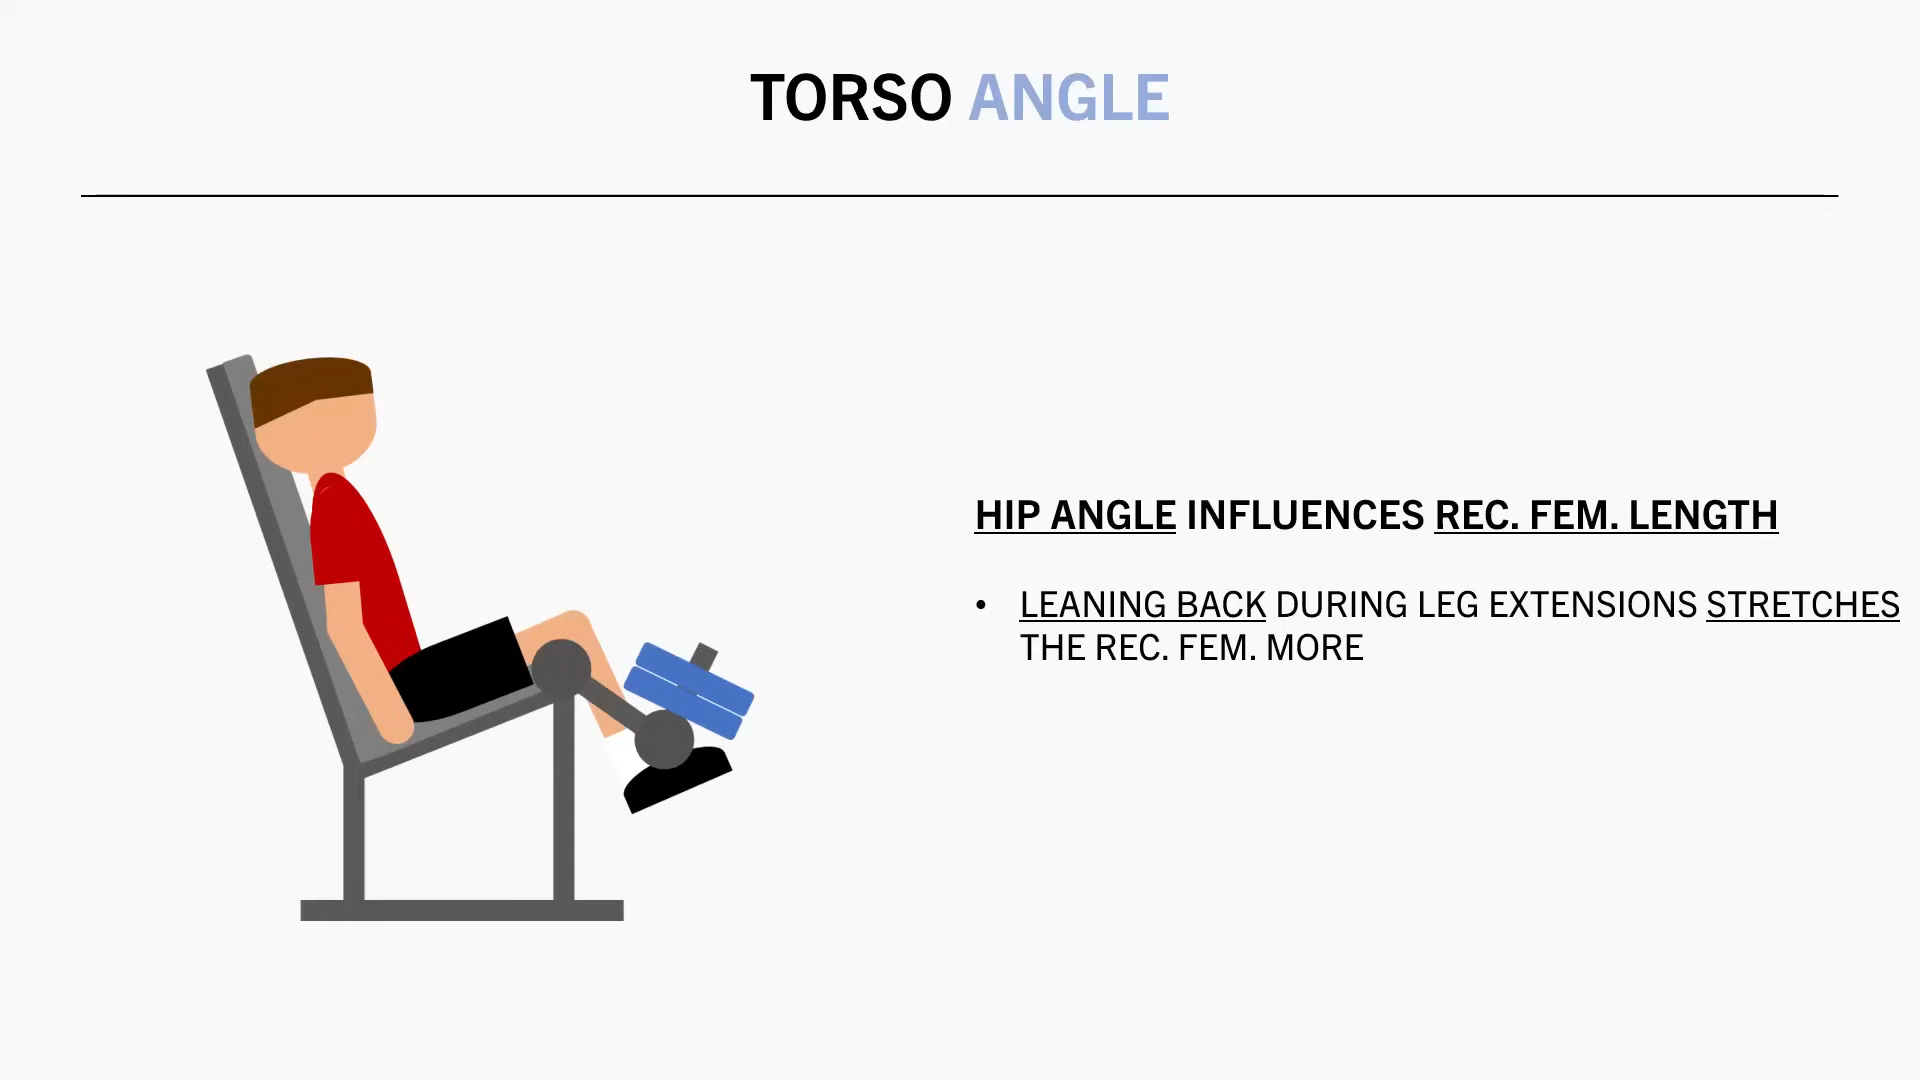 TORSO ANGLE
HIP ANGLE INFLUENCES REC. FEM. LENGTH
• LEANING BACK DURING LEG EXTENSIONS STRETCHES
THE REC. FEM. MORE